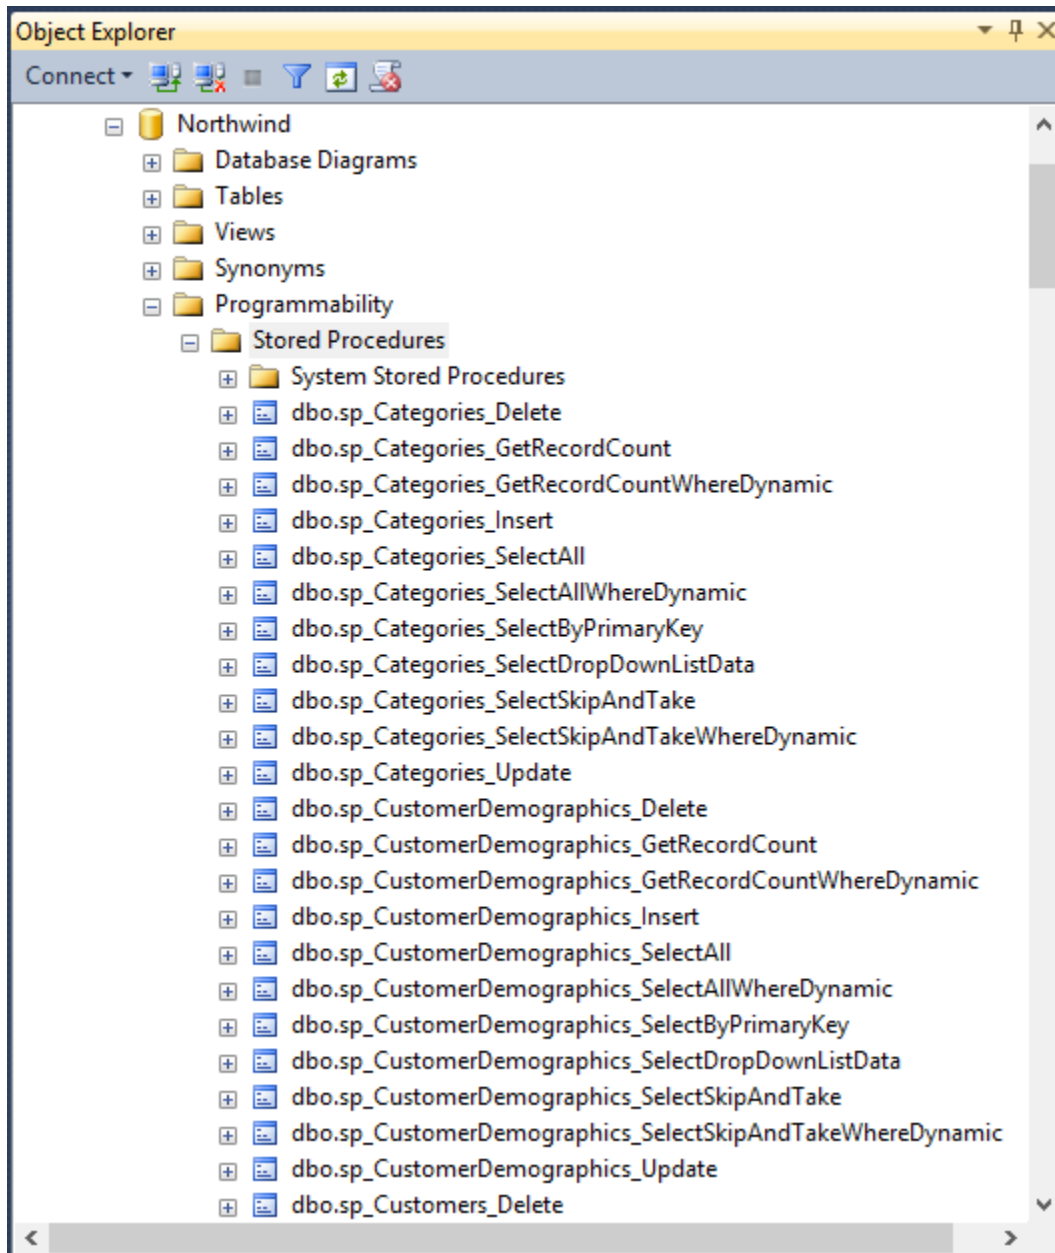 Object Explorer
Connect
Northwind
Database Diagrams
Tables
Views
Synonyms
Programmability
Stored Procedures
System Stored Procedures
dbo.sp_Categories_Delete
dbo.sp_Categories_GetRecordCount
dbo.sp_Categories_GetRecordCountWhereDynamic
dbo.sp_Categories_Insert
dbo.sp_Categories_SelectAll
dbo.sp_Categories_SelectAllWhereDynamic
dbo.sp_Categories_SelectByPrimaryKey
dbo.sp_Categories_SelectDropDownListData
dbo.sp_Categories_SelectSkipAndTake
dbo.sp_Categories_SelectSkipAndTakeWhereDynamic
dbo.sp_Categories_Update
dbo.sp_CustomerDemographics_Delete
dbo.sp_CustomerDemographics_GetRecordCount
dbo.sp_CustomerDemographics_GetRecordCountWhereDynamic
dbo.sp_CustomerDemographics_Insert
dbo.sp_CustomerDemographics_SelectAll
dbo.sp_CustomerDemographics_SelectAllWhereDynamic
dbo.sp_CustomerDemographics_SelectByPrimaryKey
dbo.sp_CustomerDemographics_SelectDropDownListData
dbo.sp_CustomerDemographics_SelectSkipAndTake
dbo.sp_CustomerDemographics_SelectSkipAndTakeWhereDynamic
dbo.sp_CustomerDemographics_Update
dbo.sp_Customers_Delete